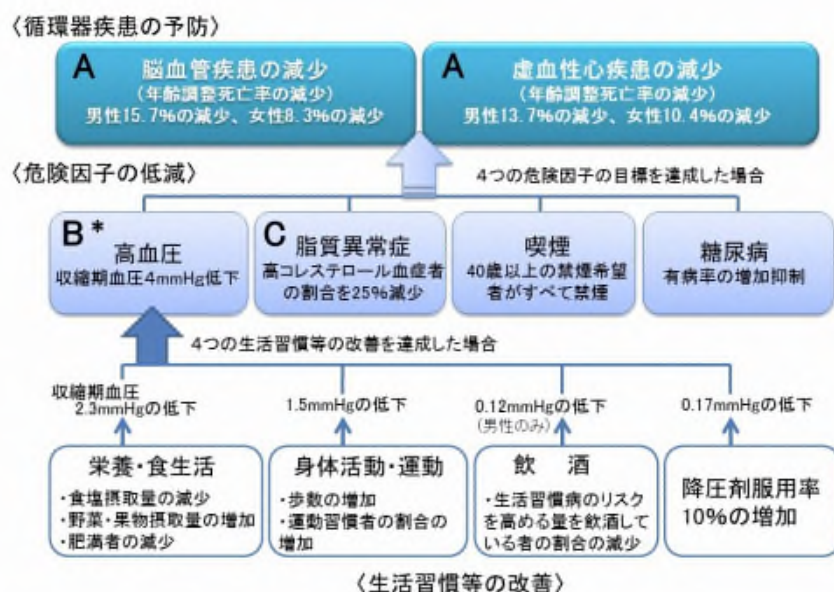 〈循環器疾患の予防〉
A 脳血管疾患の減少
(年齢調整死亡率の減少)
男性15.7%の減少、女性8.3%の減少
A 虚血性心疾患の減少
(年齢調整死亡率の減少)
男性13.7%の減少、女性10.4%の減少
〈危険因子の低減〉
4つの危険因子の目標を達成した場合
B*
高血圧
収縮期血圧4mmHg低下
C 脂質異常症
高コレステロール血症者
の割合を25%減少
喫煙
40歳以上の禁煙希望
者がすべて禁煙
糖尿病
有病率の増加抑制
4つの生活習慣等の改善を達成した場合
収縮期血圧
2.3mmHgの低下
1.5mmHgの低下
0.12mmHgの低下
(男性のみ)
0.17mmHgの低下
栄養・食生活
・食塩摂取量の減少
・野菜・果物摂取量の増加
・肥満者の減少
身体活動・運動
・歩数の増加
・運動習慣者の割合の
増加
飲 酒
・生活習慣病のリスク
を高める量を飲酒して
いる者の割合の減少
降圧剤服用率
10%の増加
〈生活習慣等の改善〉